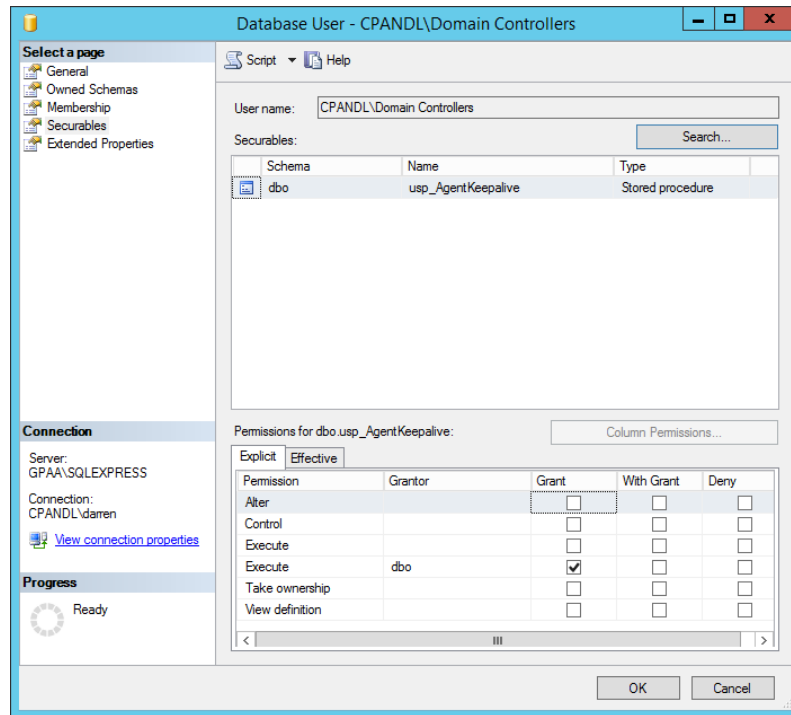 Database User - CPANDL\Domain Controllers
Select a page
General
Owned Schemas
Membership
Securables
Extended Properties
Script Help
User name: CPANDL\Domain Controllers
Securables: Search...
Schema Name Type
dbo usp_AgentKeepalive Stored procedure
Connection
Server:
GPAA\SQLEXPRESS
Connection:
CPANDL\darren
View connection properties
Progress
Ready
Permissions for dbo.usp_AgentKeepalive: Column Permissions...
Explicit Effective
Permission Grantor Grant With Grant Deny
Alter
Control
Execute
Execute dbo
Take ownership
View definition
OK Cancel